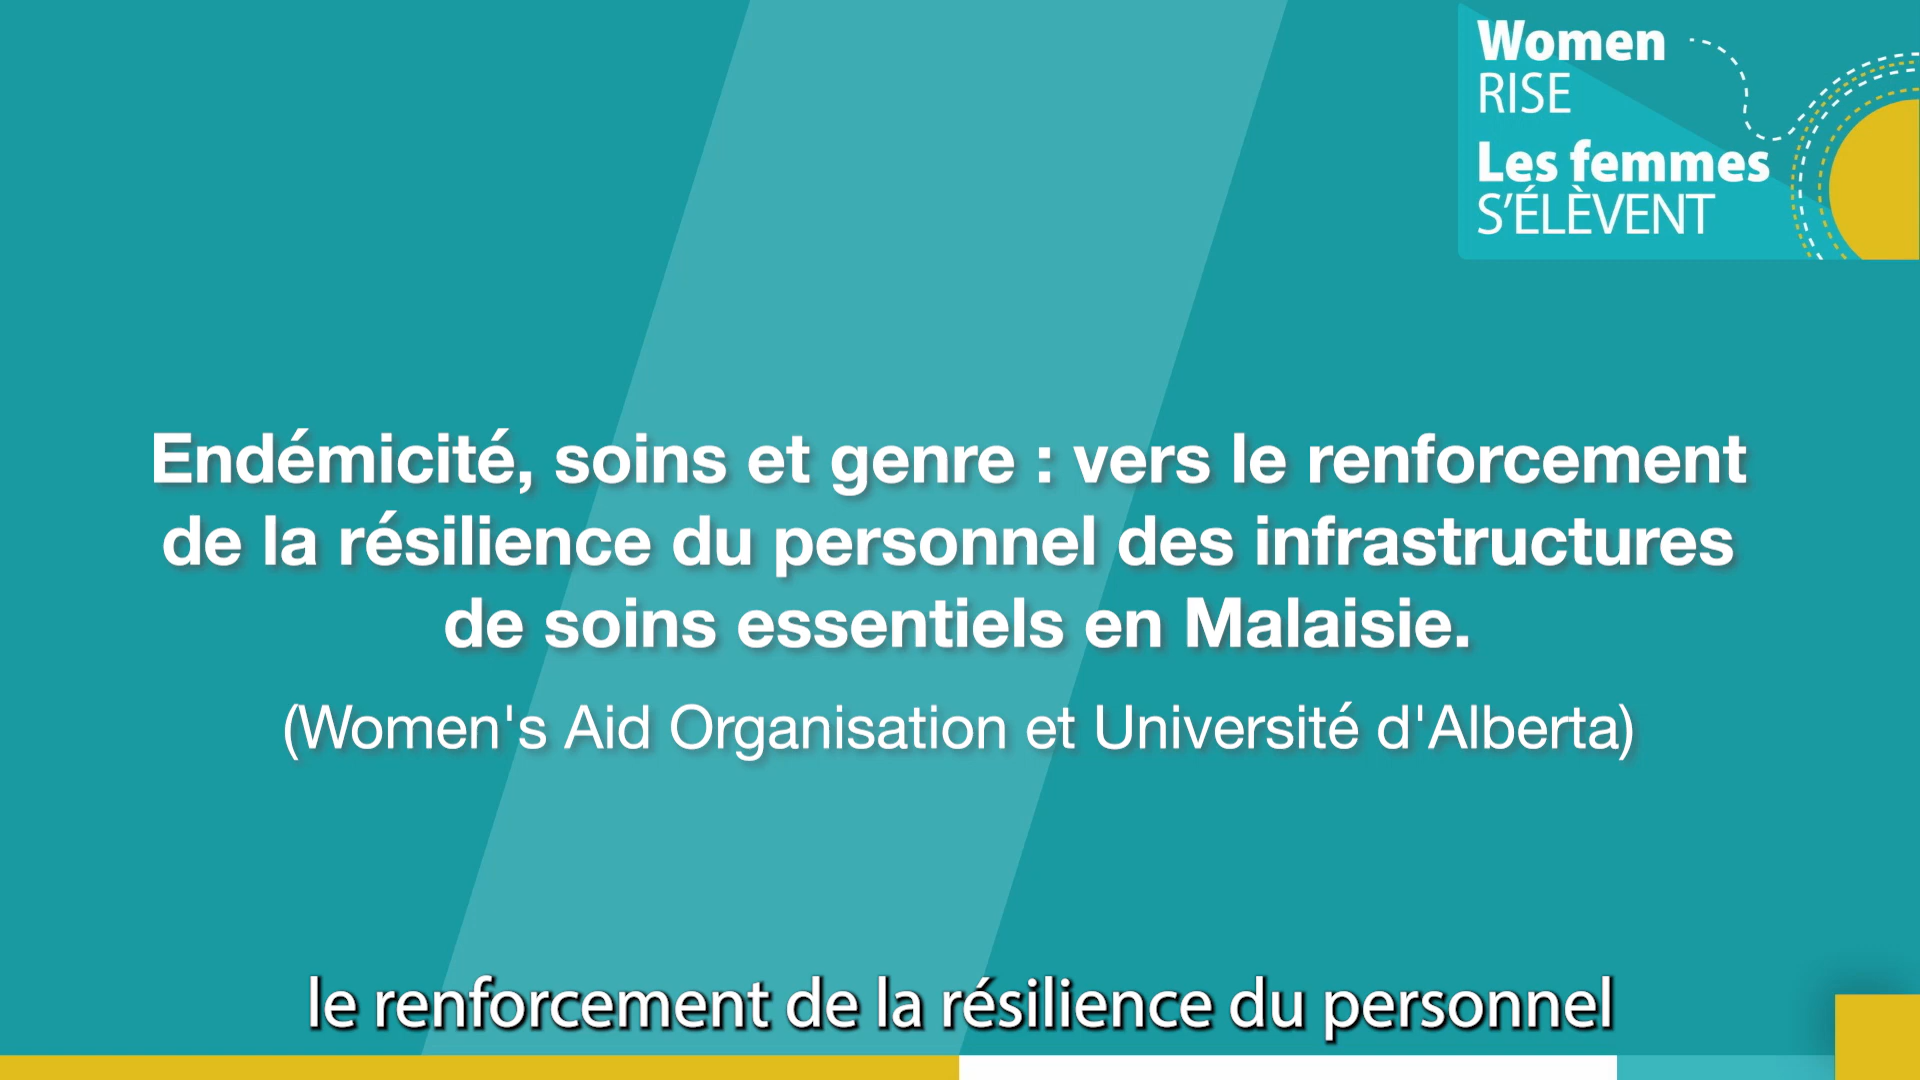 Women
RISE
Les femmes
S'ÉLÈVENT
Endémicité, soins et genre : vers le renforcement
de la résilience du personnel des infrastructures
de soins essentiels en Malaisie.
(Women's Aid Organisation et Université d'Alberta)
le renforcement de la résilience du personnel